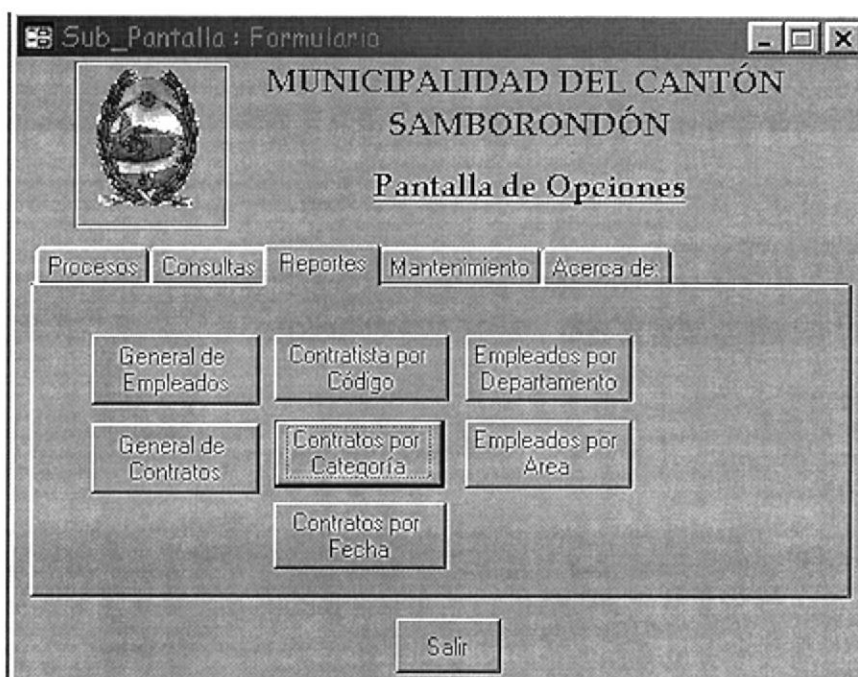 Sub_Pantalla : Formulario
MUNICIPALIDAD DEL CANTÓN
SAMBORONDÓN
Pantalla de Opciones
Procesos Consultas Reportes Mantenimiento Acerca de:
General de
Empleados
Contratista por
Código
Empleados por
Departamento
General de
Contratos
Contratos por
Categoría
Empleados por
Area
Contratos por
Fecha
Salir